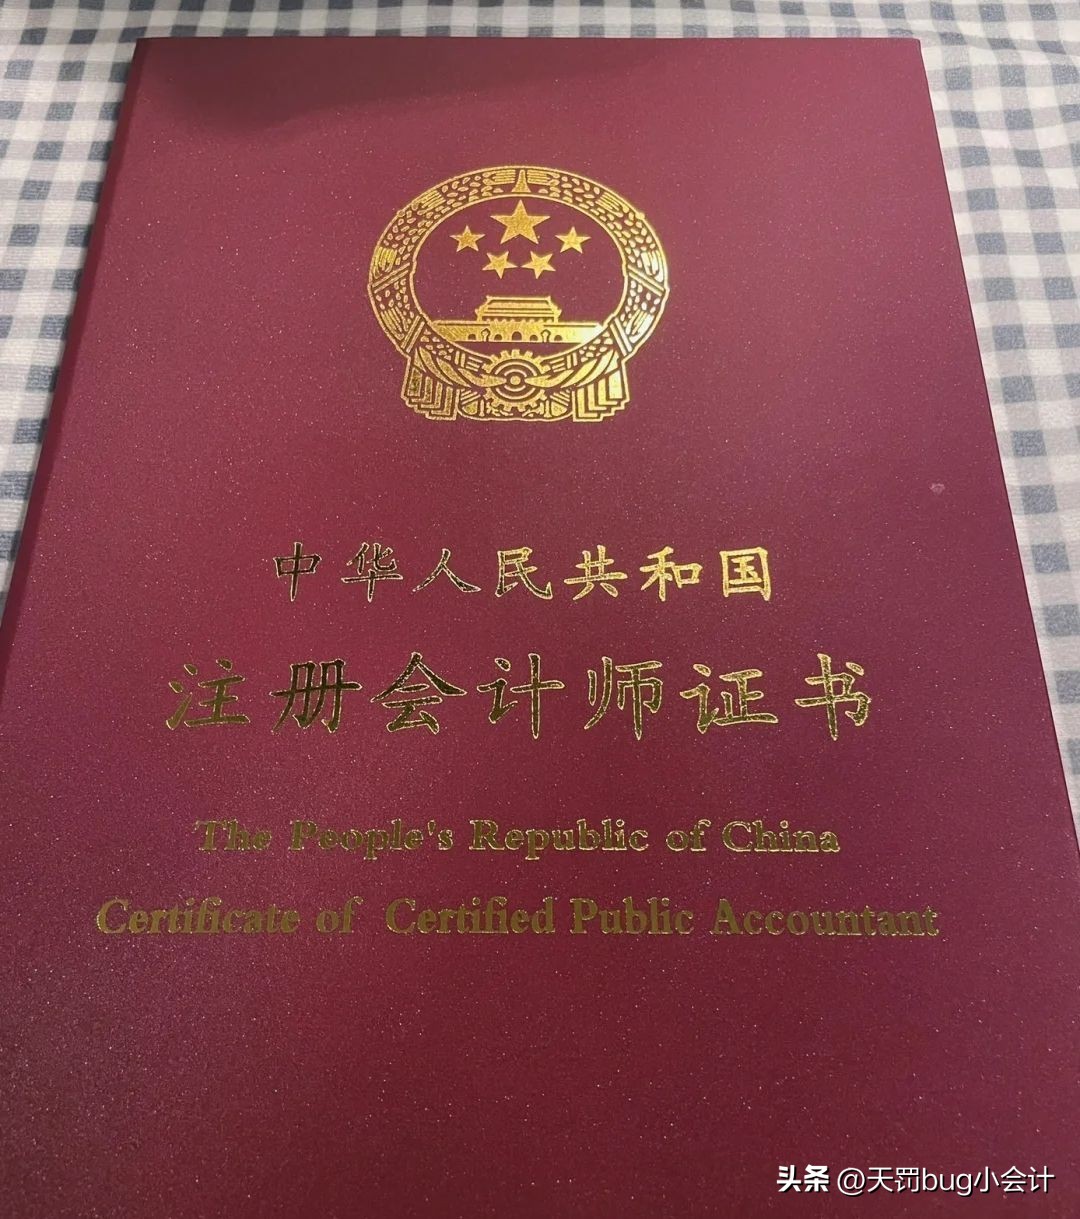 中华人民共和国
注册会计师证书
The People's Republic of China
Certificate of Certified Public Accountant
头条 @天罚bug小会计